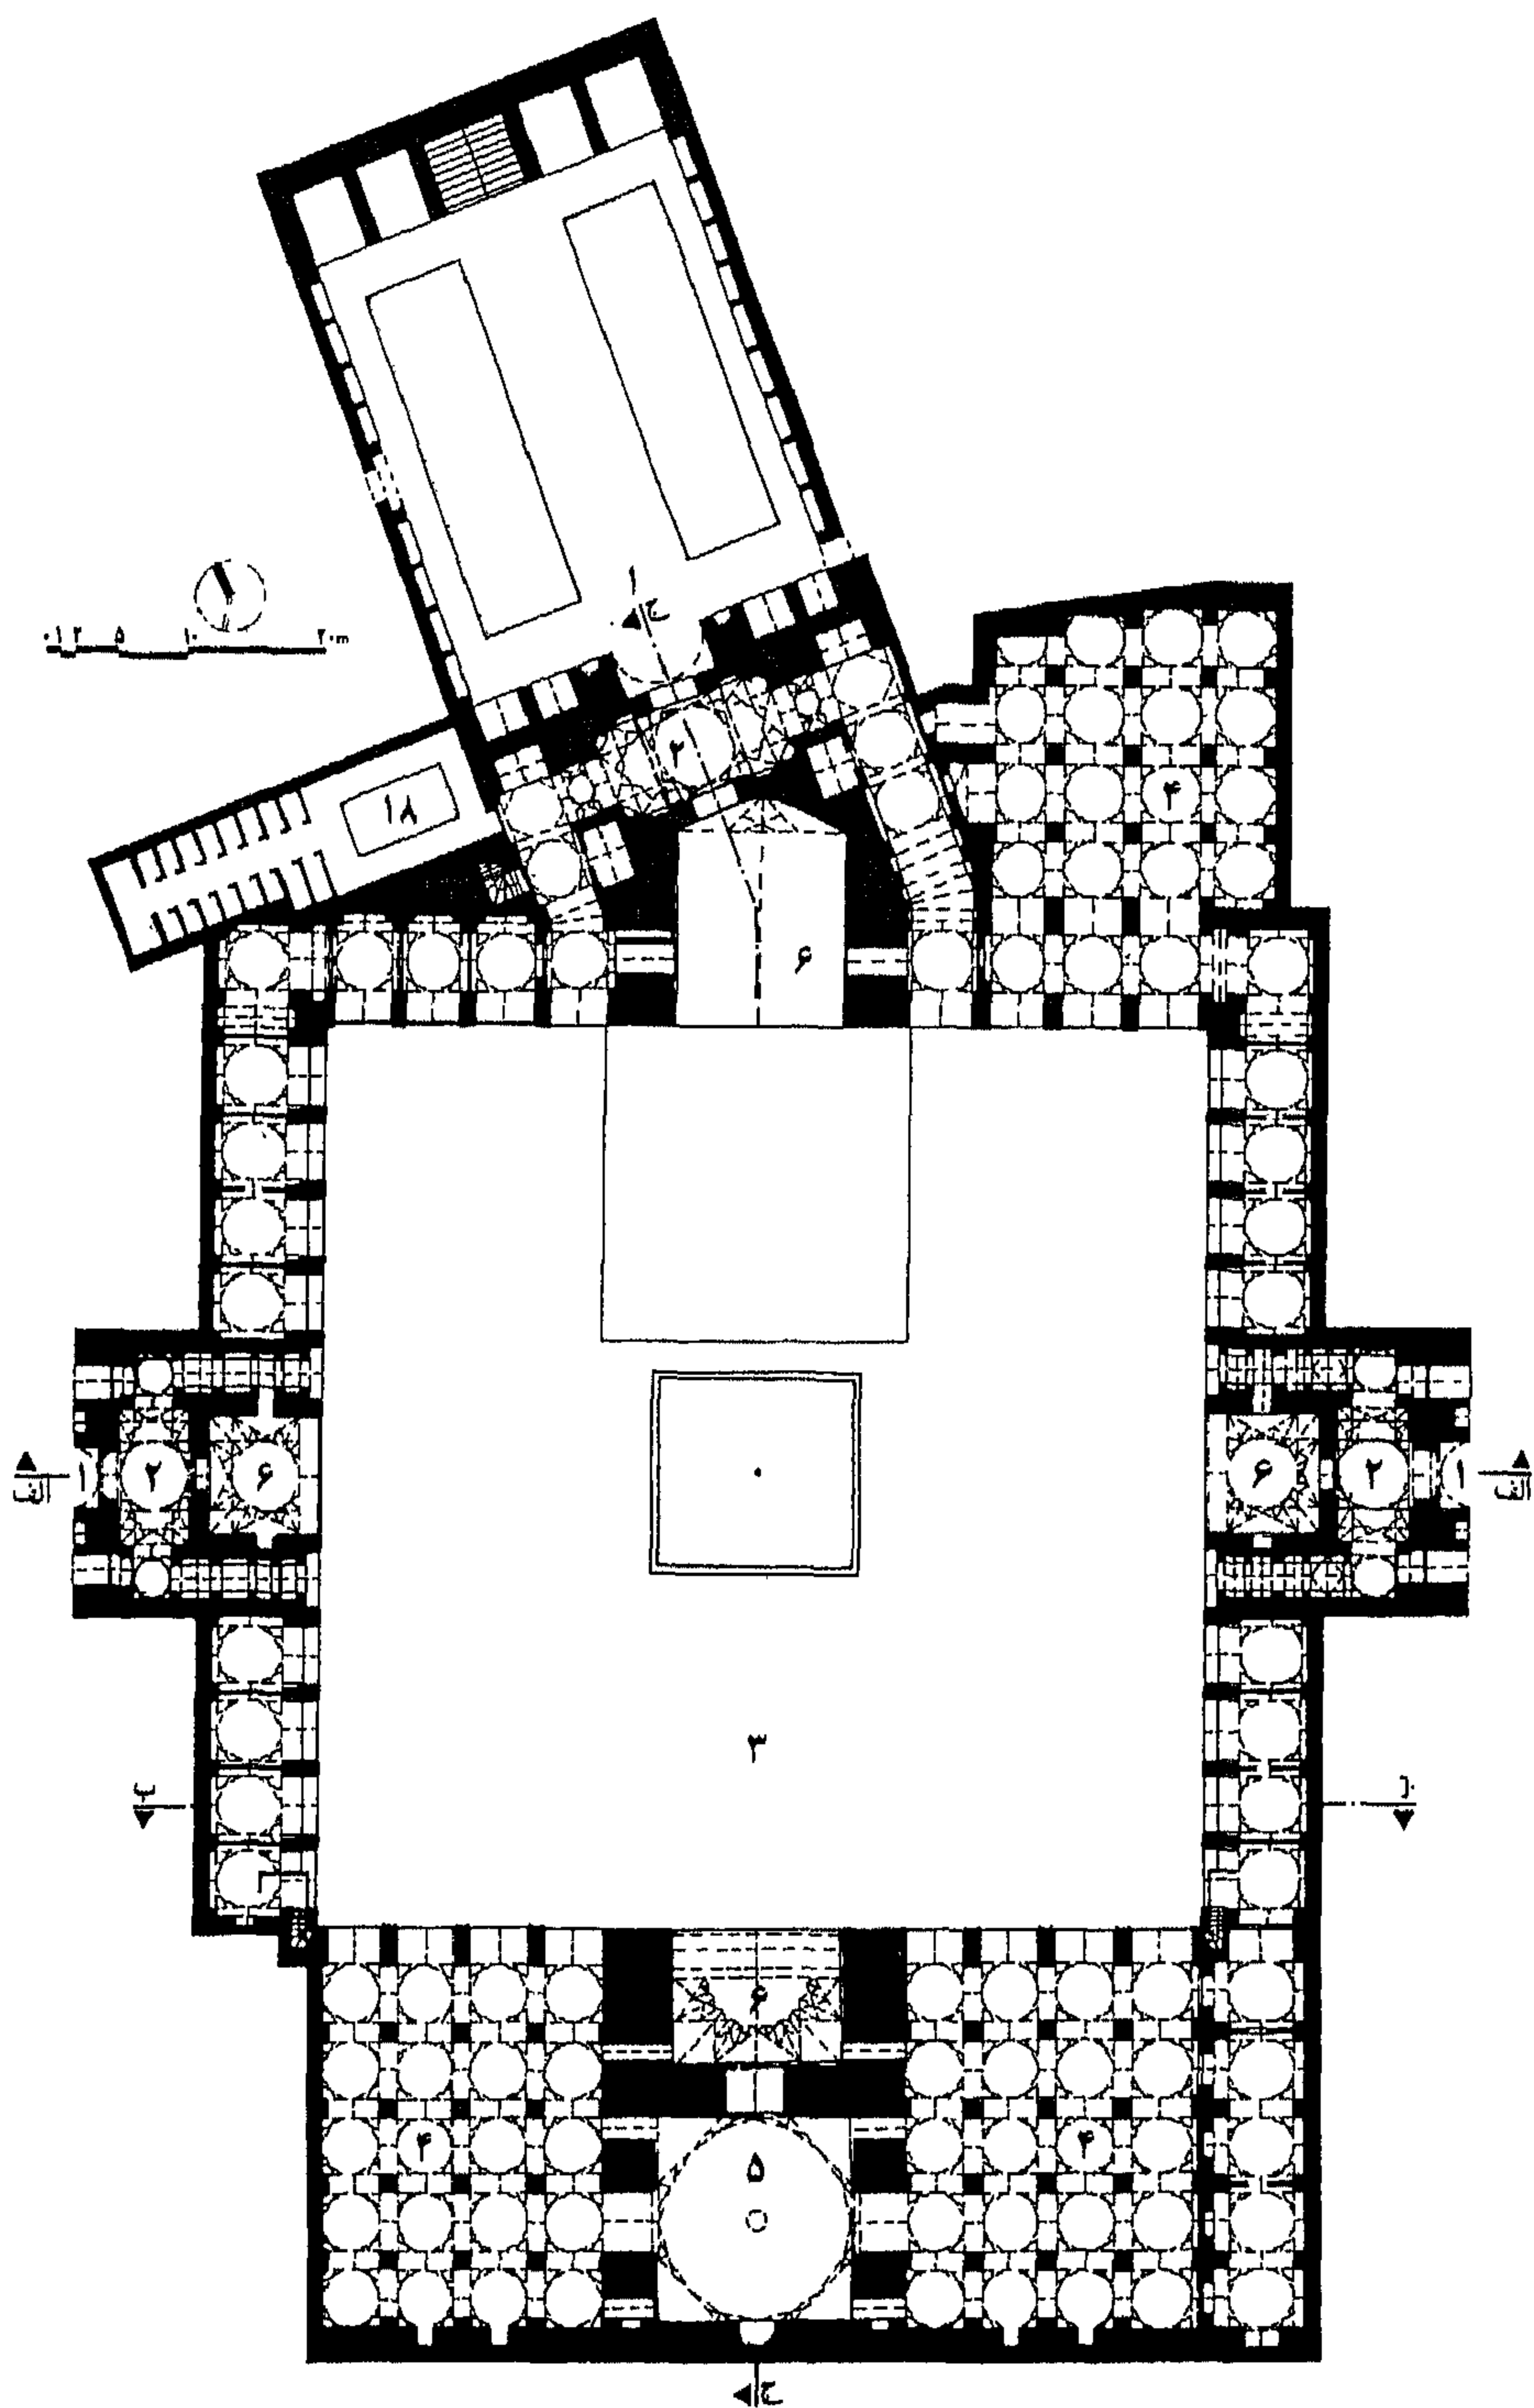 ۰ ۱ ۲ ۵ ۱۰ ۲۰m
۱
ج
۲
۱۸
۴
۶
الف
۱
۲
۶
۶
۲
۱
الف
۳
ب
ب
۶
۴
۵
۴
ج